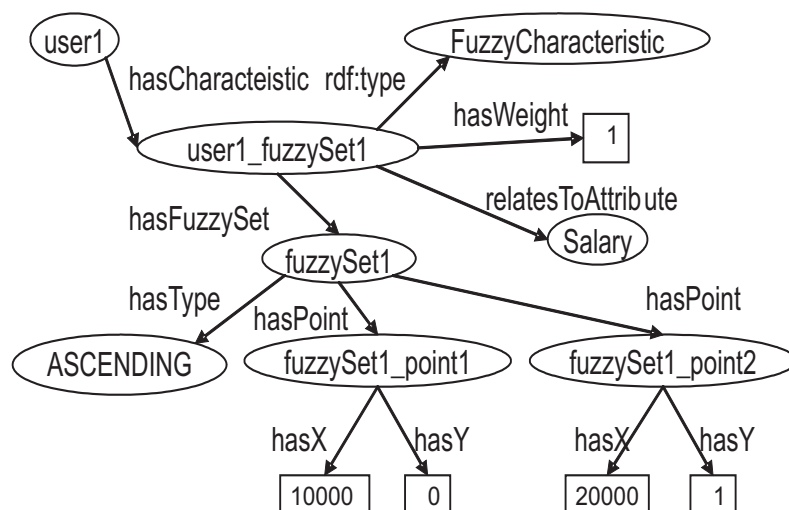 user1
FuzzyCharacteristic
hasCharacteistic
rdf:type
hasWeight
1
user1_fuzzySet1
relatesToAttribute
hasFuzzySet
Salary
fuzzySet1
hasType
hasPoint
hasPoint
ASCENDING
fuzzySet1_point1
fuzzySet1_point2
hasX
hasY
hasX
hasY
10000
0
20000
1